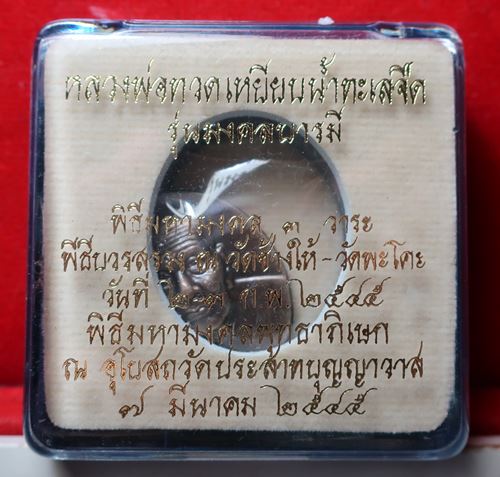 หลวงพ่อทวดเหยียบน้ำทะเลจืด
รุ่นมงคลบารมี
พิธีมหามงคล ๓ วาระ
พิธีบวงสรวง ณ วัดช้างให้-วัดพะโคะ
วันที่ ๒-๓ ก.พ. ๒๕๔๕
พิธีมหามงคลพุทธาภิเษก
ณ อุโบสถวัดประสาทบุญญาวาส
๗ มีนาคม ๒๕๔๕